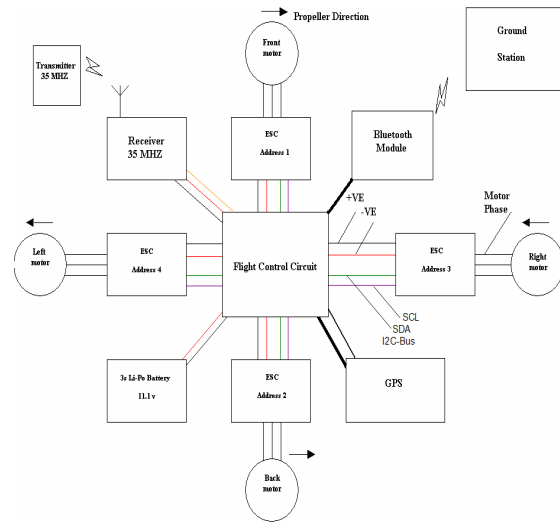 Propeller Direction
Front
motor
Ground
Station
Transmitter
35 MHZ
Receiver
35 MHZ
ESC
Address 1
Bluetooth
Module
+VE
-VE
Motor
Phase
Left
motor
ESC
Address 4
Flight Control Circuit
ESC
Address 3
Right
motor
SCL
SDA
I2C-Bus
3s Li-Po Battery
11.1 v
ESC
Address 2
GPS
Back
motor